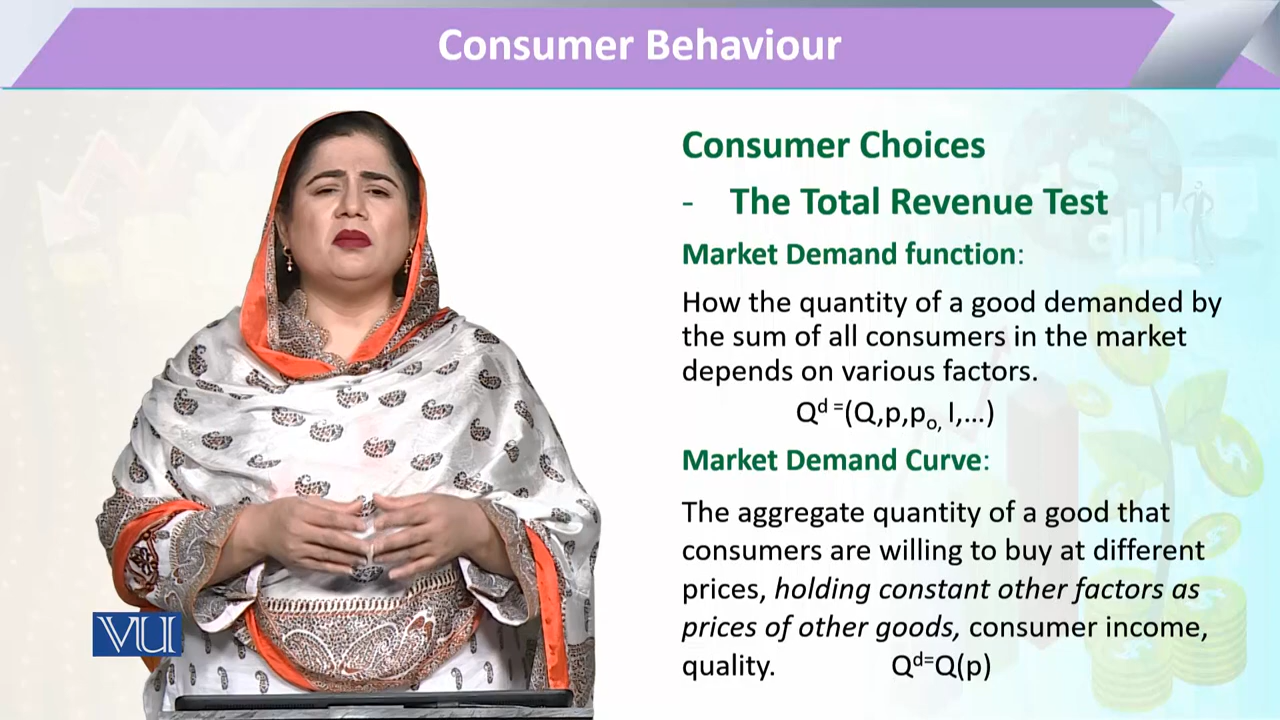 Consumer Behaviour
Consumer Choices
- The Total Revenue Test
Market Demand function:
How the quantity of a good demanded by
the sum of all consumers in the market
depends on various factors.
Qᵈ ⁼(Q,p,pₒ, I,...)
Market Demand Curve:
The aggregate quantity of a good that
consumers are willing to buy at different
prices, holding constant other factors as
prices of other goods, consumer income,
quality. Qᵈ⁼Q(p)
VU